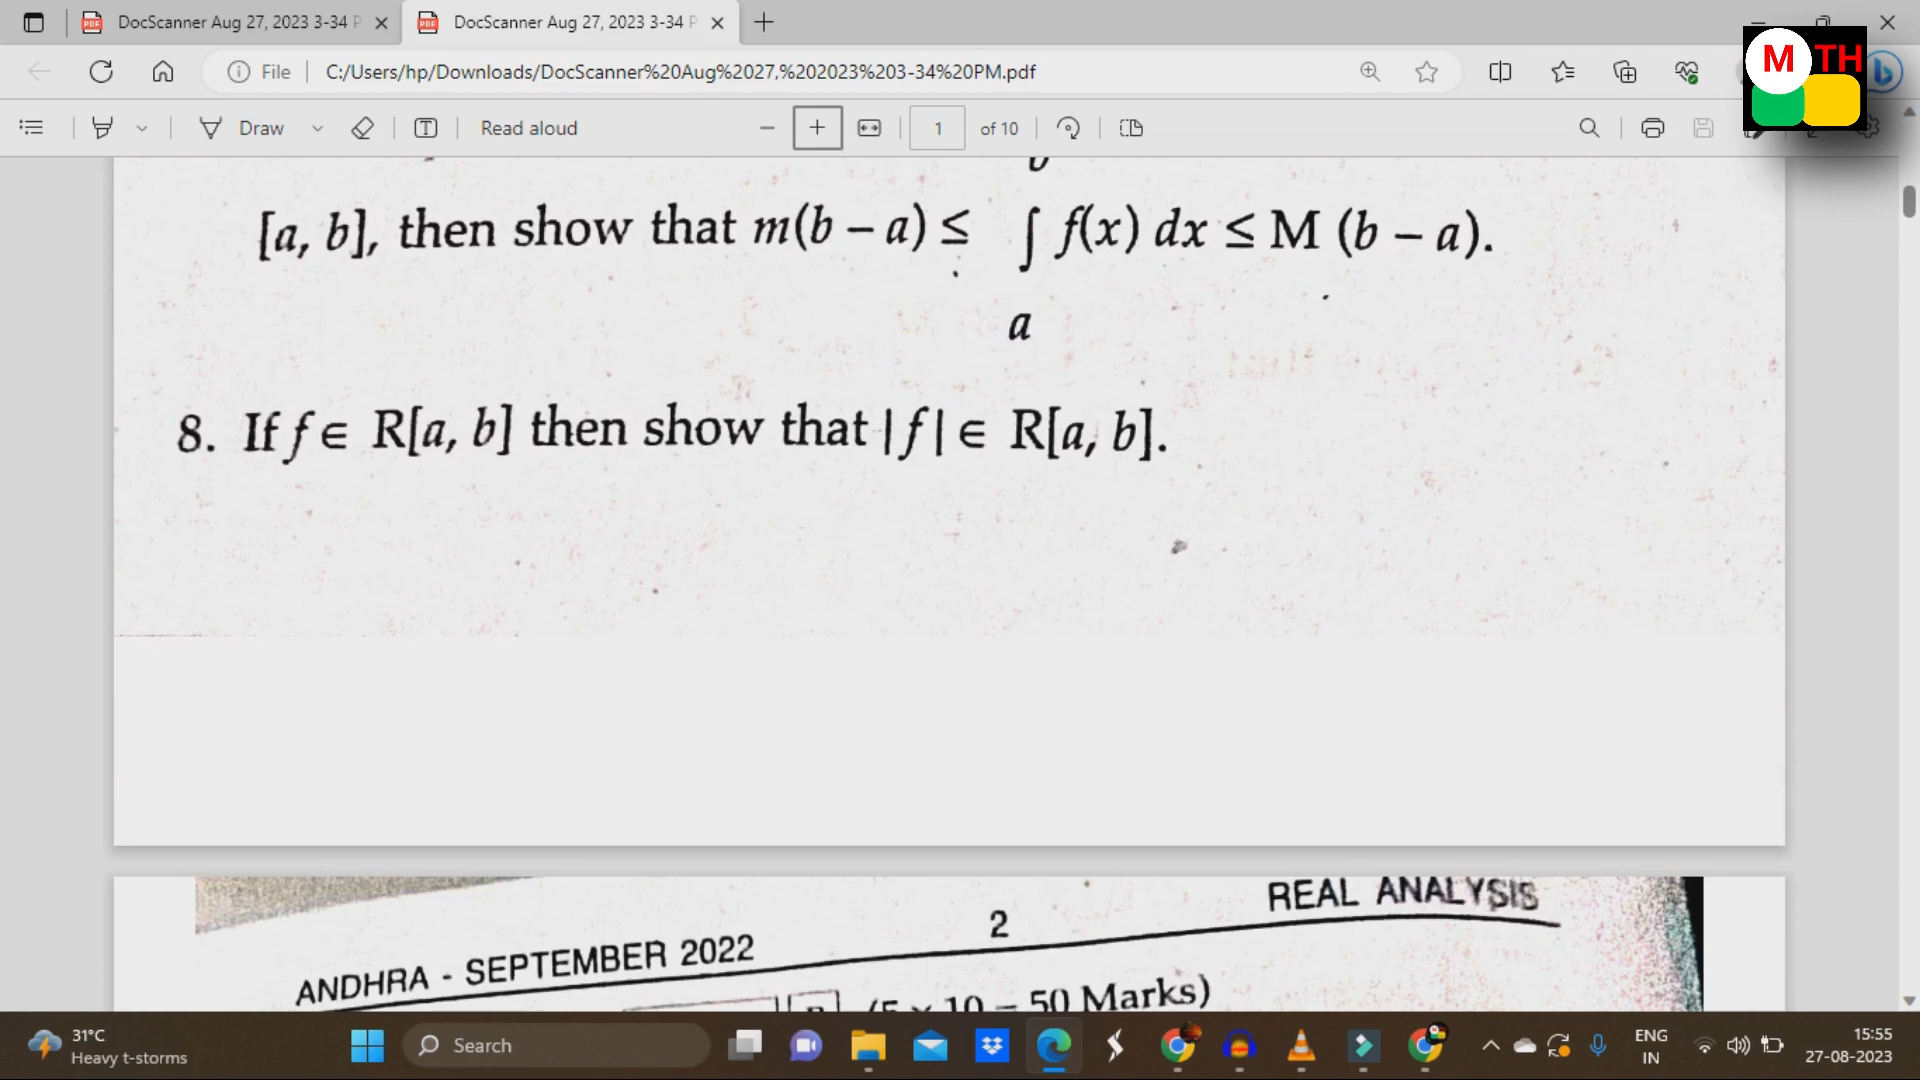 DocScanner Aug 27, 2023 3-34 P DocScanner Aug 27, 2023 3-34 P
File C:/Users/hp/Downloads/DocScanner%20Aug%2027,%202023%203-34%20PM.pdf
M TH
Draw T Read aloud 1 of 10
[a, b], then show that m(b – a) ≤ ∫ f(x) dx ≤ M (b – a).
a
8. If f ∈ R[a, b] then show that |f| ∈ R[a, b].
ANDHRA - SEPTEMBER 2022 2 REAL ANALYSIS
(5 × 10 = 50 Marks)
31°C
Heavy t-storms
Search
ENG
IN
15:55
27-08-2023